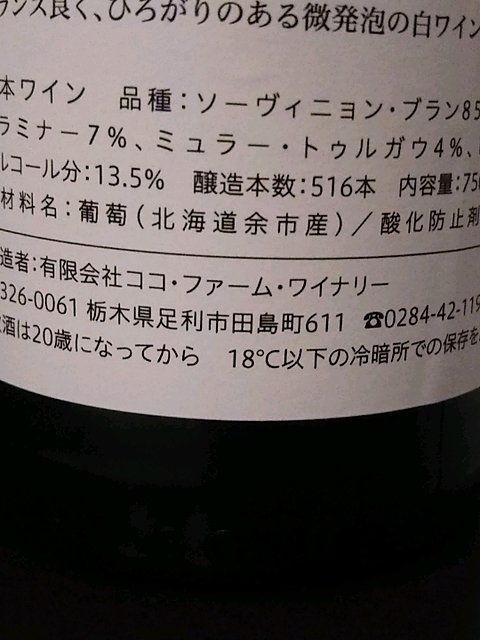 ランス良く、ひろがりのある微発泡の白ワイン
本ワイン 品種：ソーヴィニョン・ブラン85
ラミナー7%、ミュラー・トゥルガウ4%、
ルコール分：13.5% 醸造本数：516本 内容量：750
材料名：葡萄（北海道余市産）／酸化防止剤
造者：有限会社ココ・ファーム・ワイナリー
326-0061 栃木県足利市田島町611 ☎0284-42-119
酒は20歳になってから 18℃以下の冷暗所での保存を